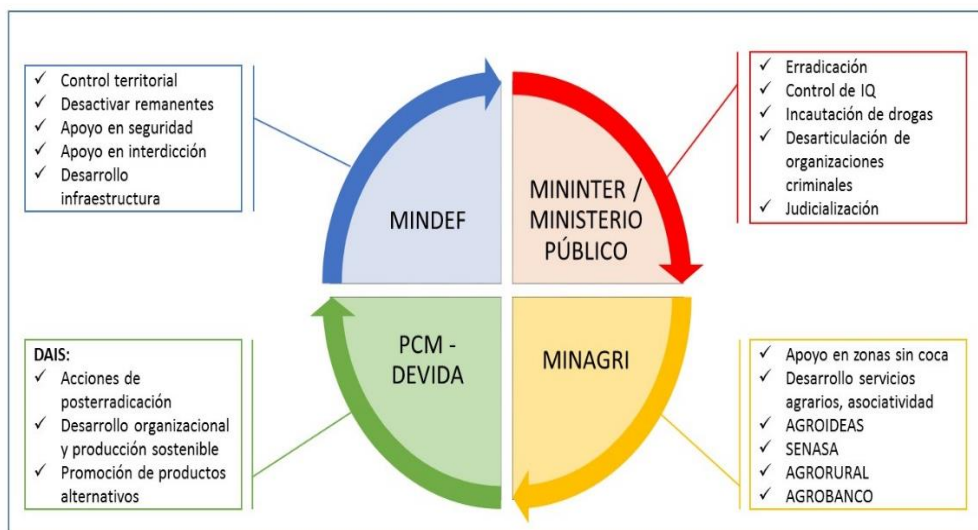 ✓ Control territorial
✓ Desactivar remanentes
✓ Apoyo en seguridad
✓ Apoyo en interdicción
✓ Desarrollo
infraestructura
MINDEF
MININTER /
MINISTERIO
PÚBLICO
✓ Erradicación
✓ Control de IQ
✓ Incautación de drogas
✓ Desarticulación de
organizaciones
criminales
✓ Judicialización
DAIS:
✓ Acciones de
posterradicación
✓ Desarrollo organizacional
y producción sostenible
✓ Promoción de productos
alternativos
PCM -
DEVIDA
MINAGRI
✓ Apoyo en zonas sin coca
✓ Desarrollo servicios
agrarios, asociatividad
✓ AGROIDEAS
✓ SENASA
✓ AGRORURAL
✓ AGROBANCO